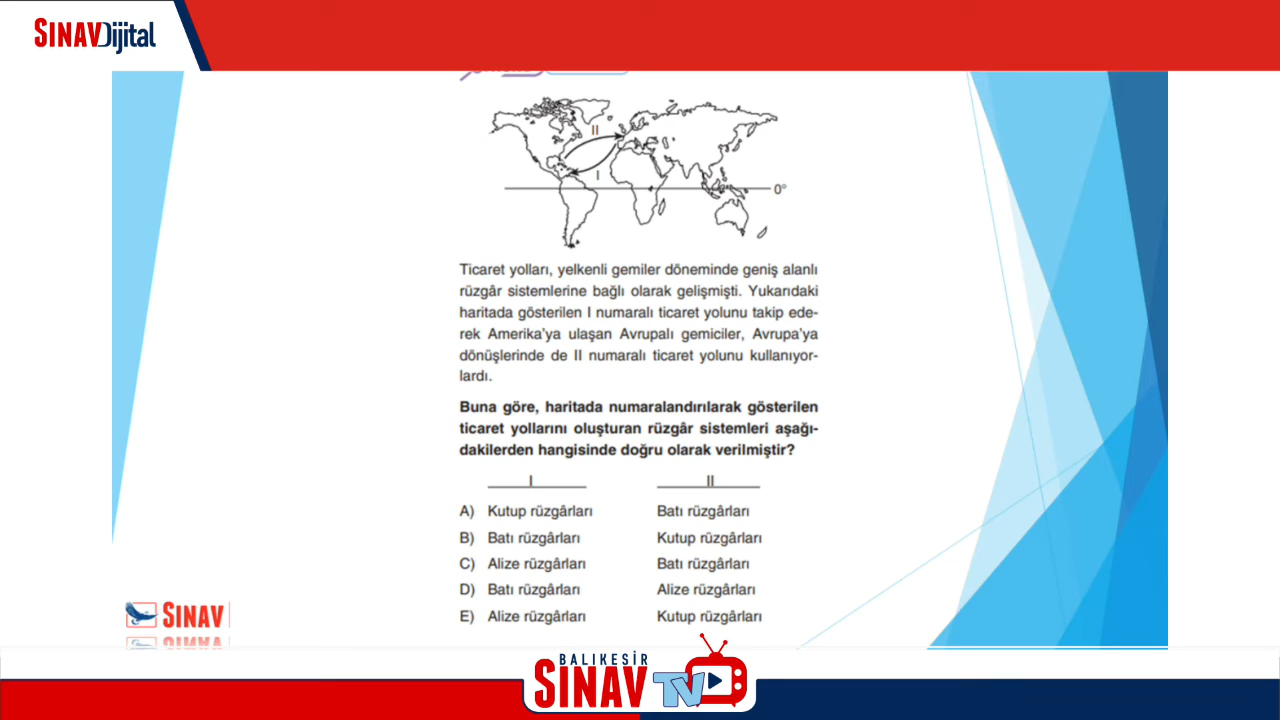 SINAVDijital
II
I
0°
Ticaret yolları, yelkenli gemiler döneminde geniş alanlı
rüzgâr sistemlerine bağlı olarak gelişmişti. Yukarıdaki
haritada gösterilen I numaralı ticaret yolunu takip ede-
rek Amerika'ya ulaşan Avrupalı gemiciler, Avrupa'ya
dönüşlerinde de II numaralı ticaret yolunu kullanıyor-
lardı.
Buna göre, haritada numaralandırılarak gösterilen
ticaret yollarını oluşturan rüzgâr sistemleri aşağı-
dakilerden hangisinde doğru olarak verilmiştir?
I II
A) Kutup rüzgârları Batı rüzgârları
B) Batı rüzgârları Kutup rüzgârları
C) Alize rüzgârları Batı rüzgârları
D) Batı rüzgârları Alize rüzgârları
E) Alize rüzgârları Kutup rüzgârları
SINAV
BALIKESİR
SINAV TV